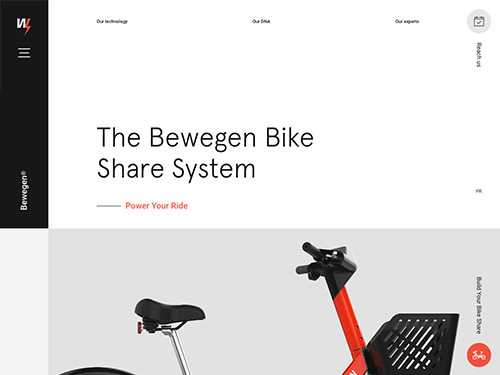 Our technology
Our DNA
Our experts
Reach us
The Bewegen Bike
Share System
Power Your Ride
Bewegen®
FR
Build Your Bike Share